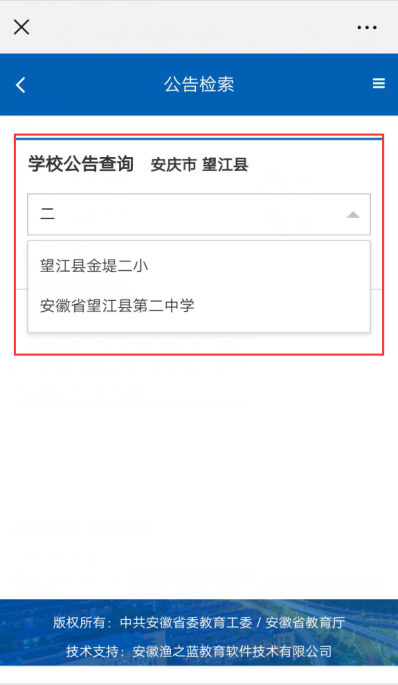 公告检索
学校公告查询 安庆市 望江县
二
望江县金堤二小
安徽省望江县第二中学
版权所有：中共安徽省委教育工委 / 安徽省教育厅
技术支持：安徽渔之蓝教育软件技术有限公司